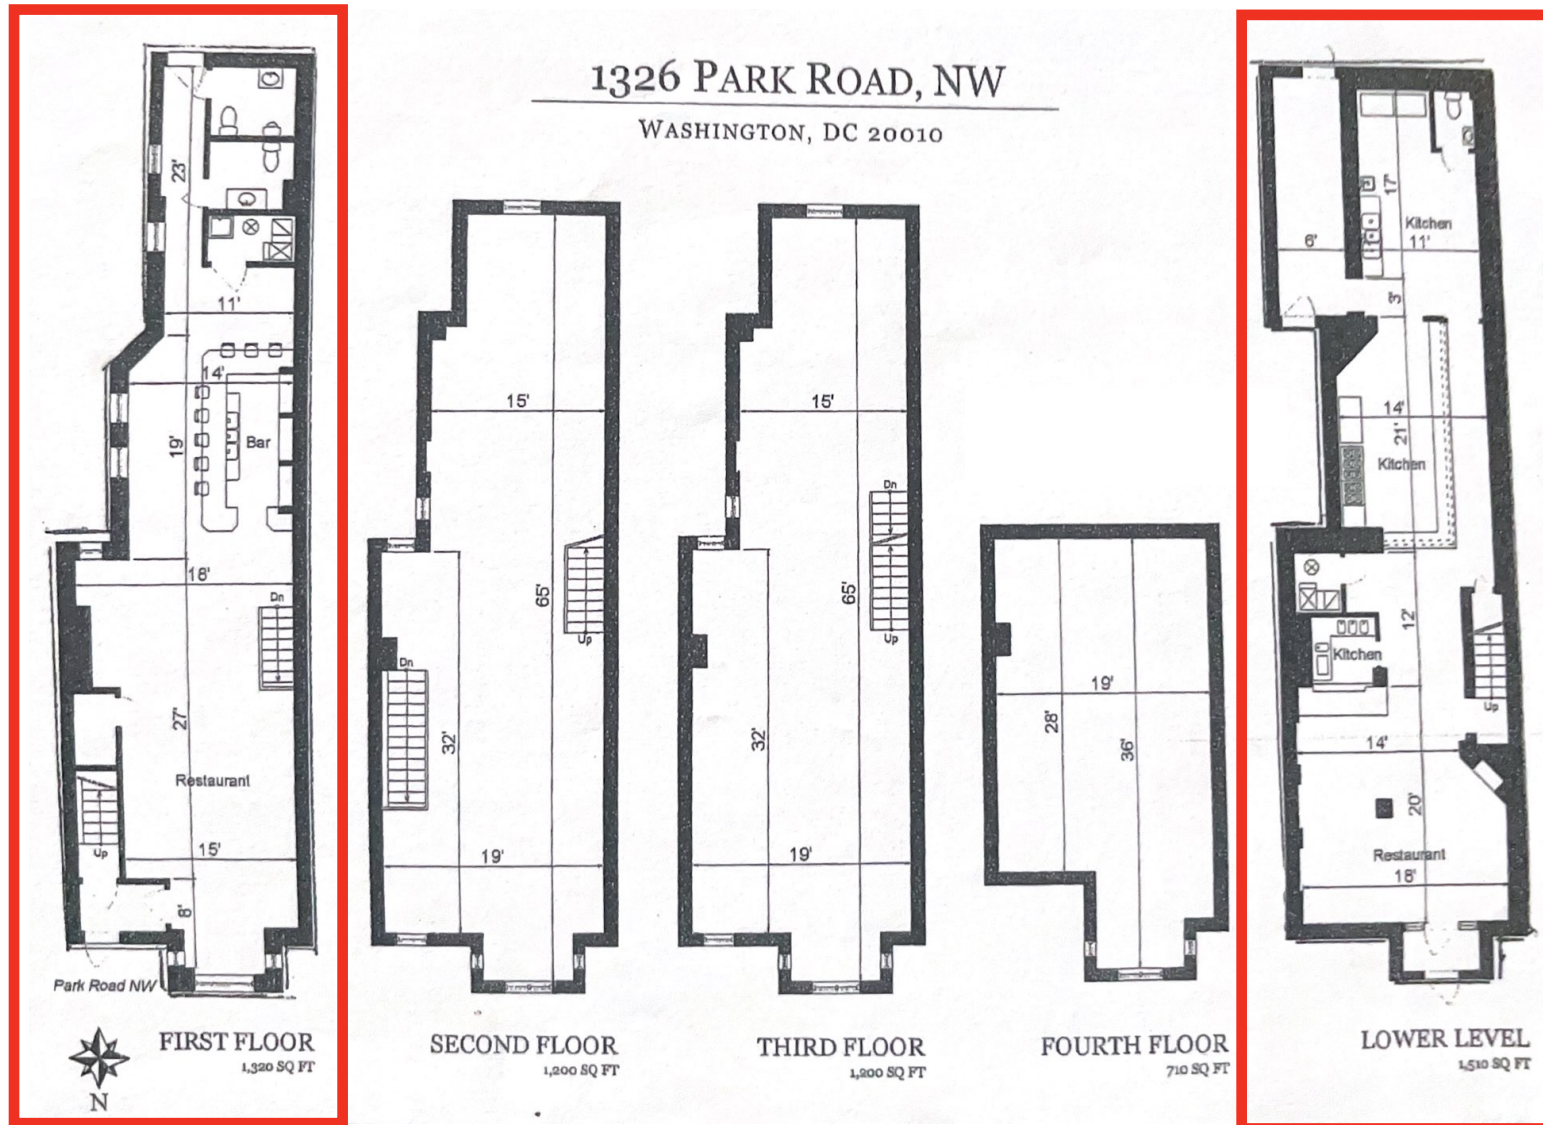 1326 PARK ROAD, NW
WASHINGTON, DC 20010
23'
11'
14'
19'
Bar
18'
Dn
27'
Restaurant
Up
15'
8'
Park Road NW
N
FIRST FLOOR
1,320 SQ FT
15'
65'
Up
Dn
32'
19'
SECOND FLOOR
1,200 SQ FT
15'
Dn
65'
Up
32'
19'
THIRD FLOOR
1,200 SQ FT
19'
28'
36'
FOURTH FLOOR
710 SQ FT
17'
Kitchen
6'
11'
3'
14'
21'
Kitchen
12'
Kitchen
Up
14'
20'
Restaurant
18'
LOWER LEVEL
1,510 SQ FT